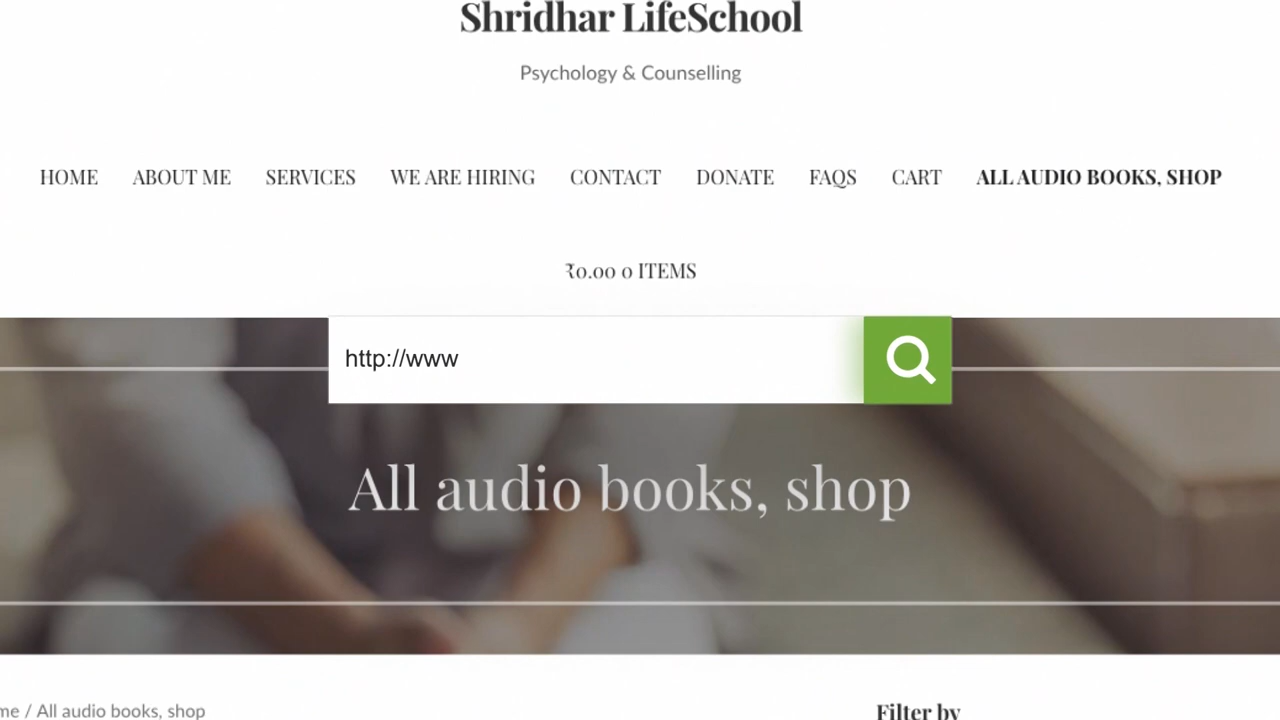 Shridhar LifeSchool
Psychology & Counselling
HOME ABOUT ME SERVICES WE ARE HIRING CONTACT DONATE FAQS CART ALL AUDIO BOOKS, SHOP
₹0.00 0 ITEMS
http://www
All audio books, shop
me / All audio books, shop
Filter by